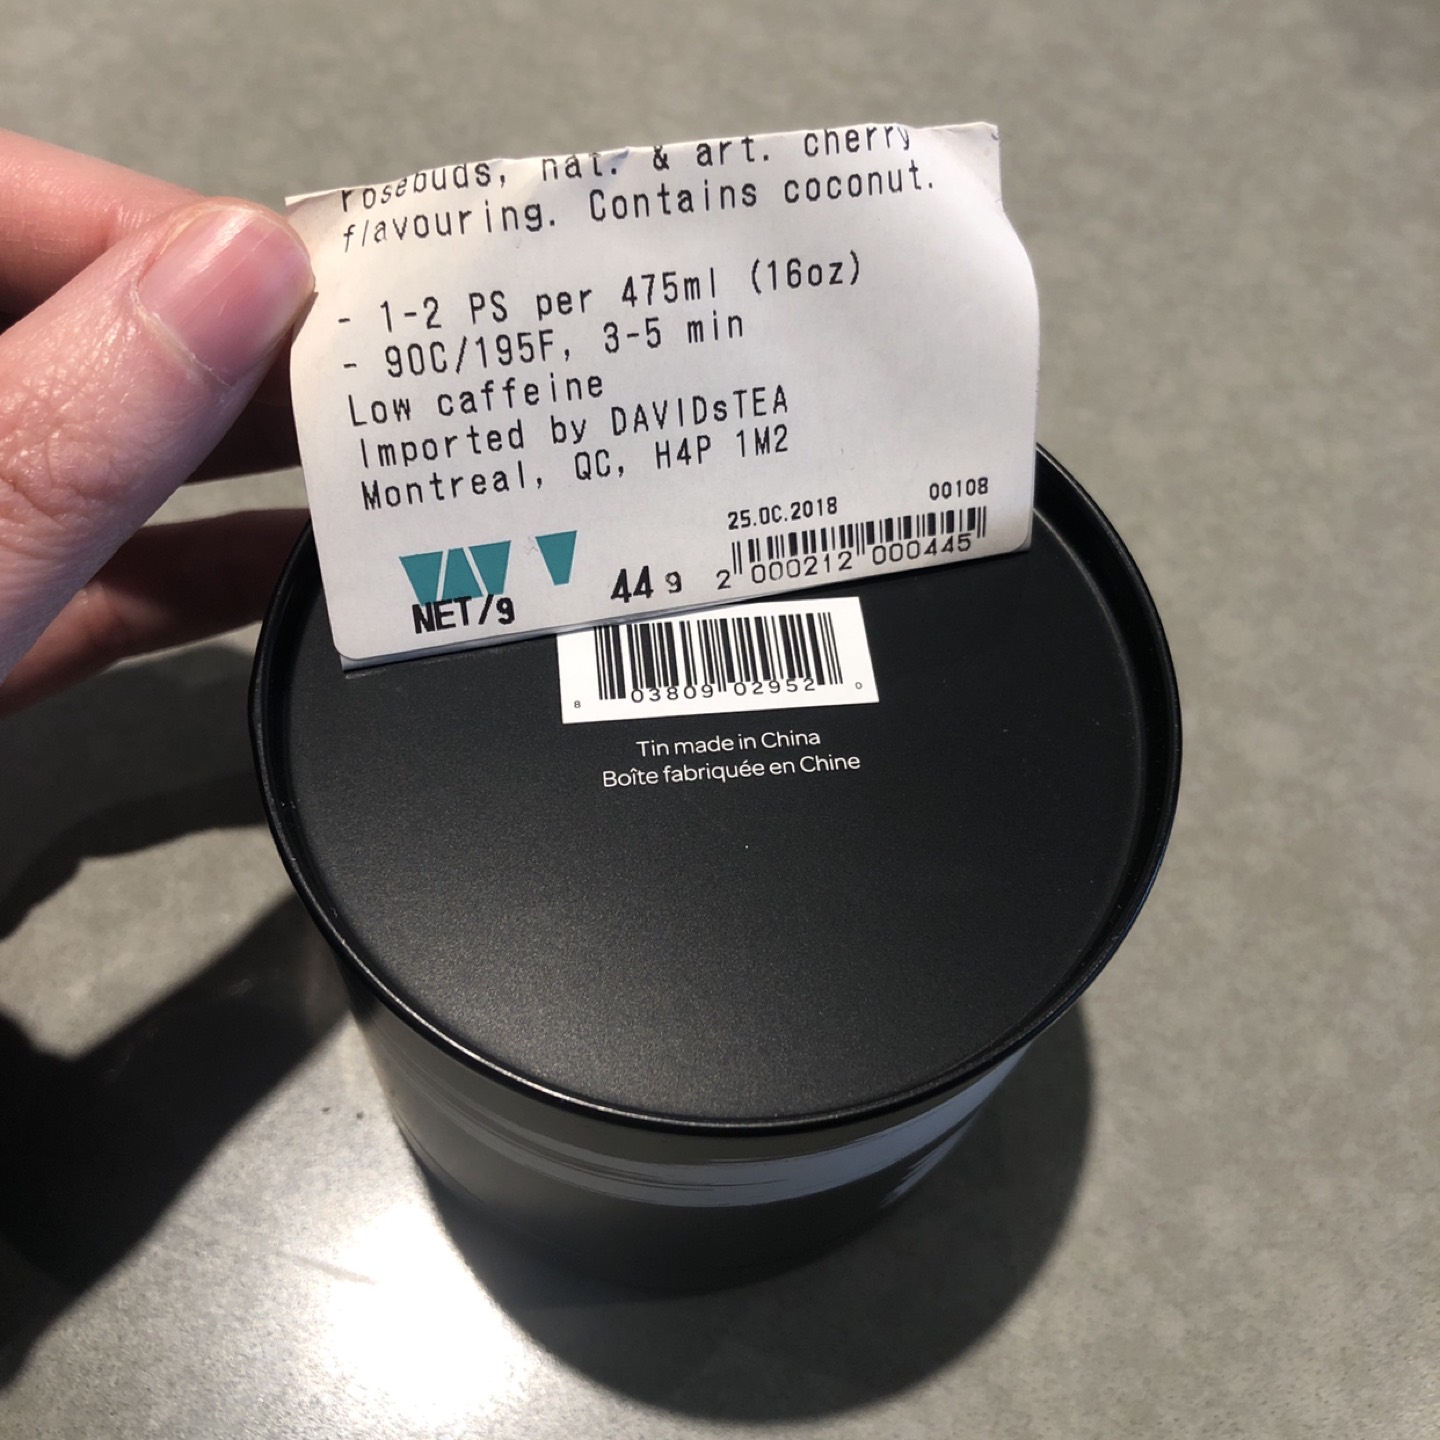 rosebuds, nat. & art. cherry
flavouring. Contains coconut.
- 1-2 PS per 475ml (16oz)
- 90C/195F, 3-5 min
Low caffeine
Imported by DAVIDsTEA
Montreal, QC, H4P 1M2
25.OC.2018 00108
NET/g 44 g 2 000212 000445
8 03809 02952 0
Tin made in China
Boîte fabriquée en Chine